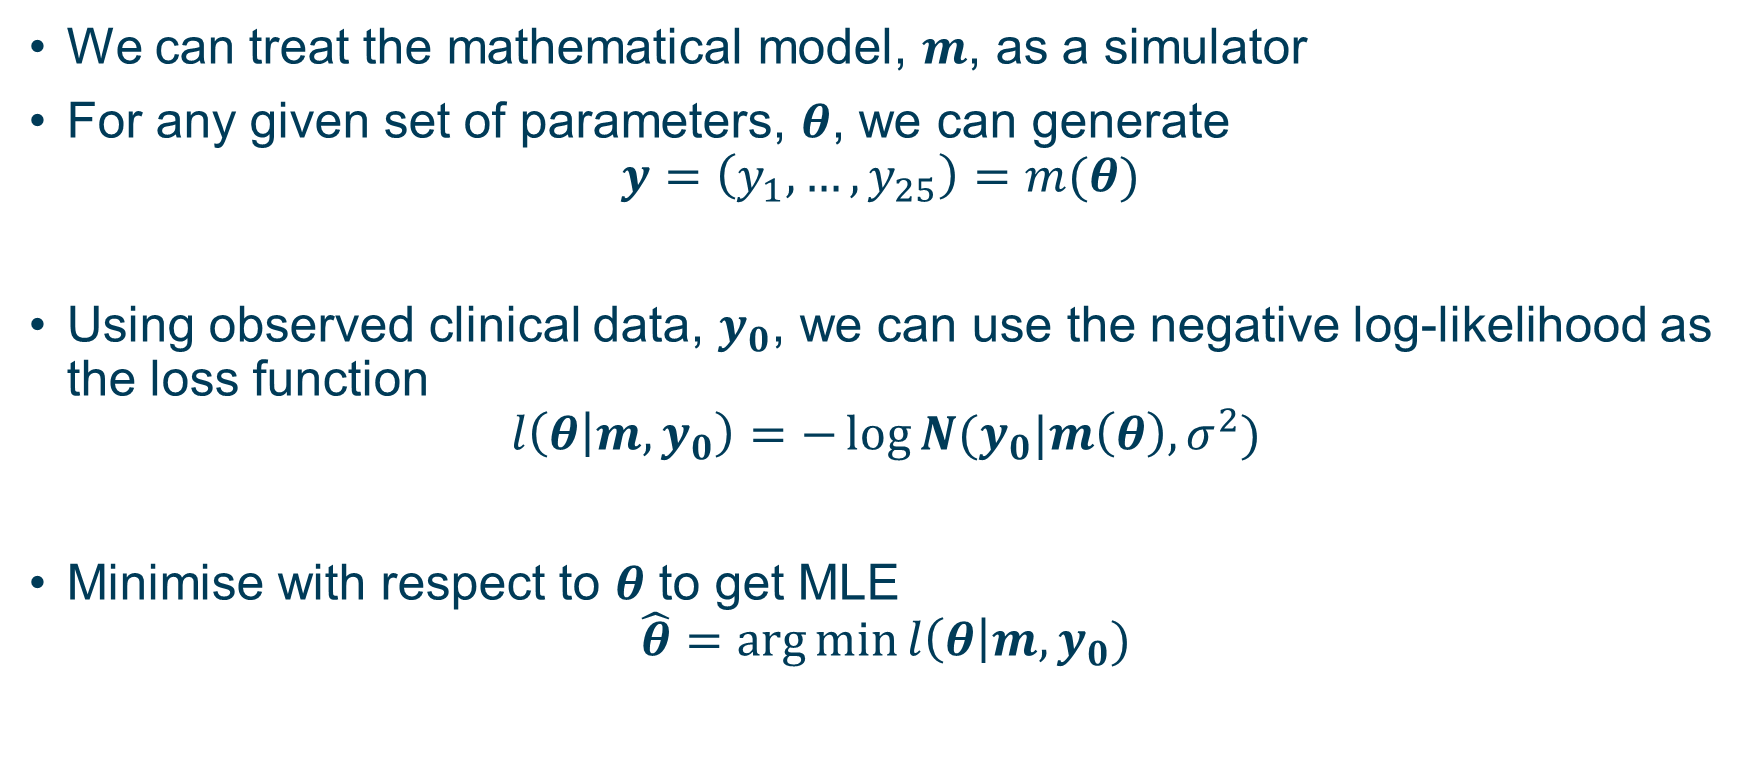 • We can treat the mathematical model, m, as a simulator
• For any given set of parameters, θ, we can generate
y = (y₁, … , y₂₅) = m(θ)
• Using observed clinical data, y₀, we can use the negative log-likelihood as
the loss function
l(θ|m, y₀) = − log N(y₀|m(θ), σ²)
• Minimise with respect to θ to get MLE
θ̂ = arg min l(θ|m, y₀)